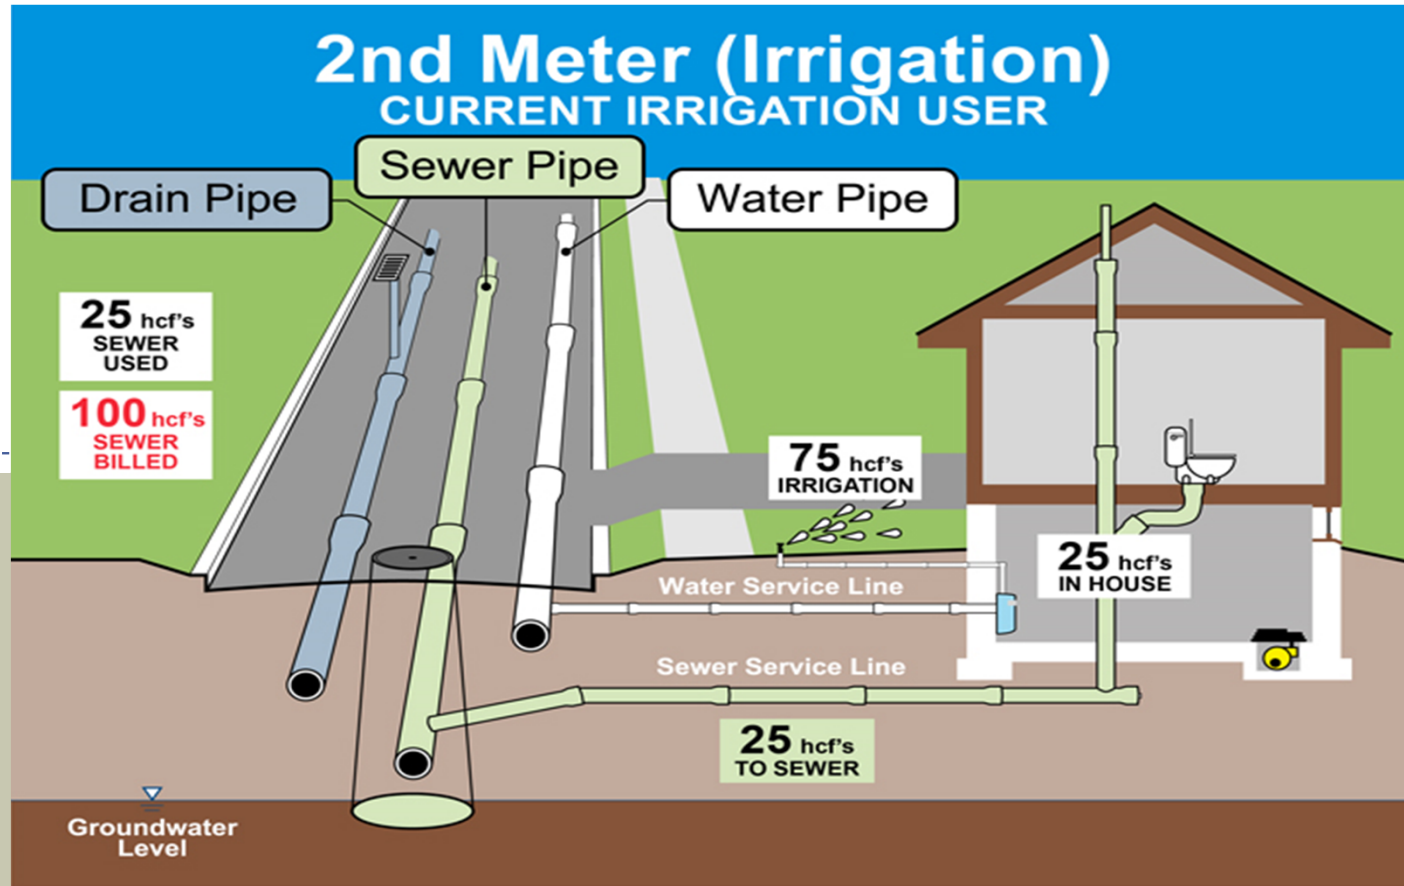 2nd Meter (Irrigation)
CURRENT IRRIGATION USER
Sewer Pipe
Drain Pipe
Water Pipe
25 hcf's
SEWER
USED
100 hcf's
SEWER
BILLED
75 hcf's
IRRIGATION
25 hcf's
IN HOUSE
Water Service Line
Sewer Service Line
25 hcf's
TO SEWER
Groundwater
Level